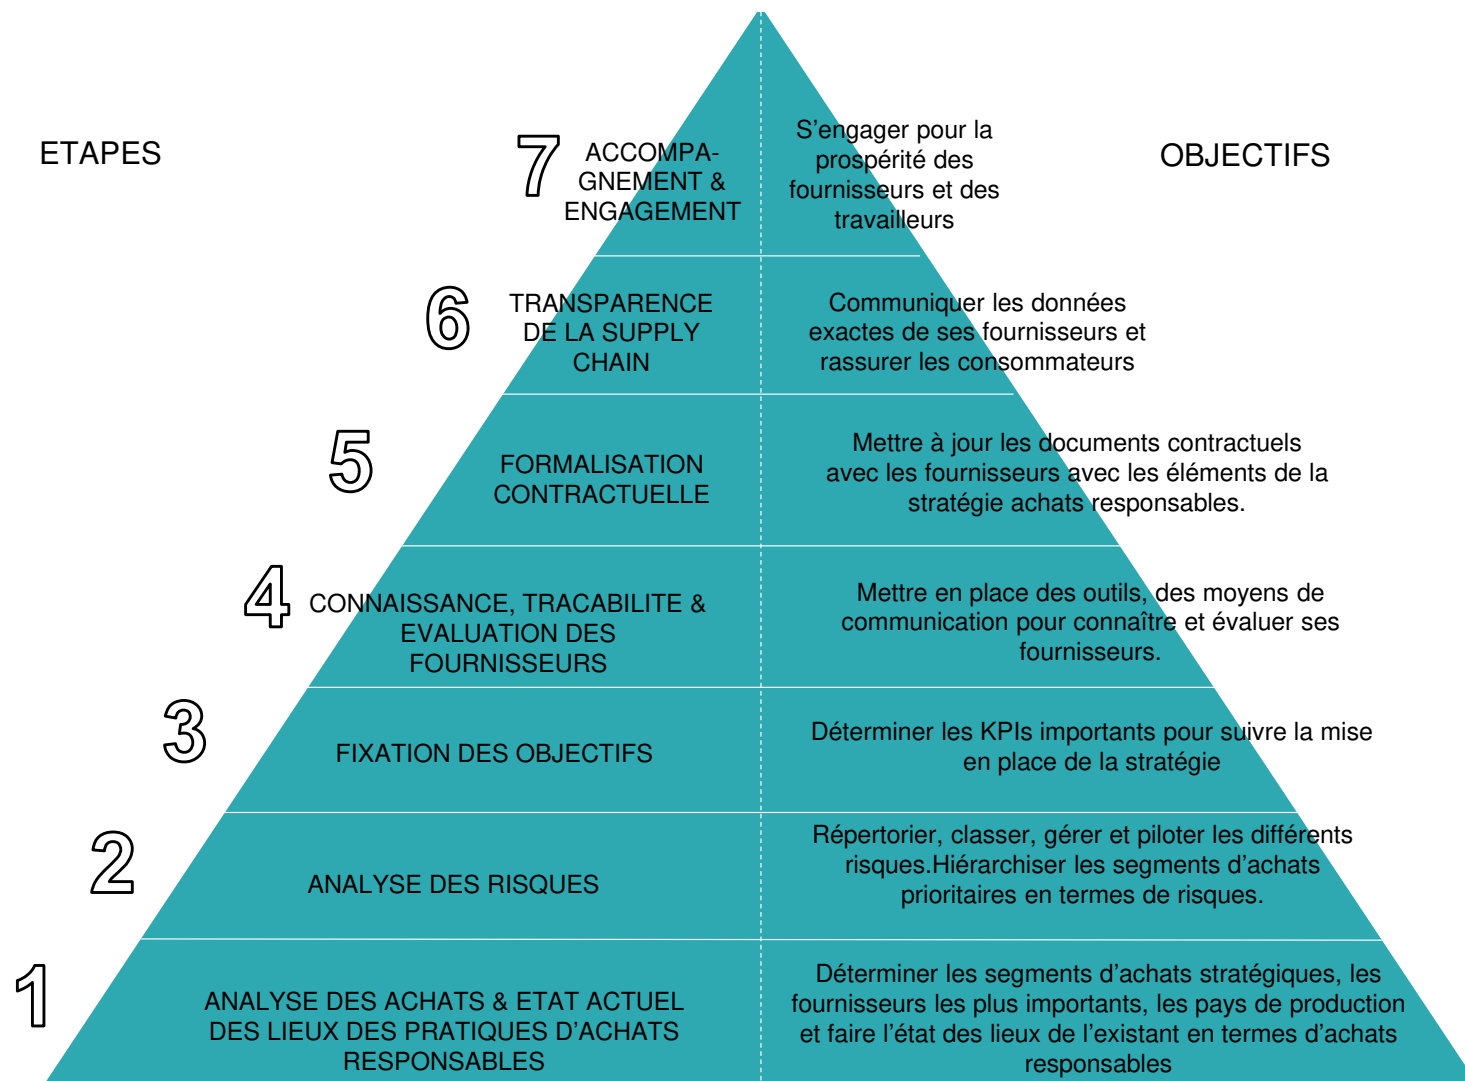 ETAPES
OBJECTIFS
7
ACCOMPA-
GNEMENT &
ENGAGEMENT
S’engager pour la
prospérité des
fournisseurs et des
travailleurs
6
TRANSPARENCE
DE LA SUPPLY
CHAIN
Communiquer les données
exactes de ses fournisseurs et
rassurer les consommateurs
5
FORMALISATION
CONTRACTUELLE
Mettre à jour les documents contractuels
avec les fournisseurs avec les éléments de la
stratégie achats responsables.
4
CONNAISSANCE, TRACABILITE &
EVALUATION DES
FOURNISSEURS
Mettre en place des outils, des moyens de
communication pour connaître et évaluer ses
fournisseurs.
3
FIXATION DES OBJECTIFS
Déterminer les KPIs importants pour suivre la mise
en place de la stratégie
2
ANALYSE DES RISQUES
Répertorier, classer, gérer et piloter les différents
risques.Hiérarchiser les segments d’achats
prioritaires en termes de risques.
1
ANALYSE DES ACHATS & ETAT ACTUEL
DES LIEUX DES PRATIQUES D’ACHATS
RESPONSABLES
Déterminer les segments d’achats stratégiques, les
fournisseurs les plus importants, les pays de production
et faire l’état des lieux de l’existant en termes d’achats
responsables